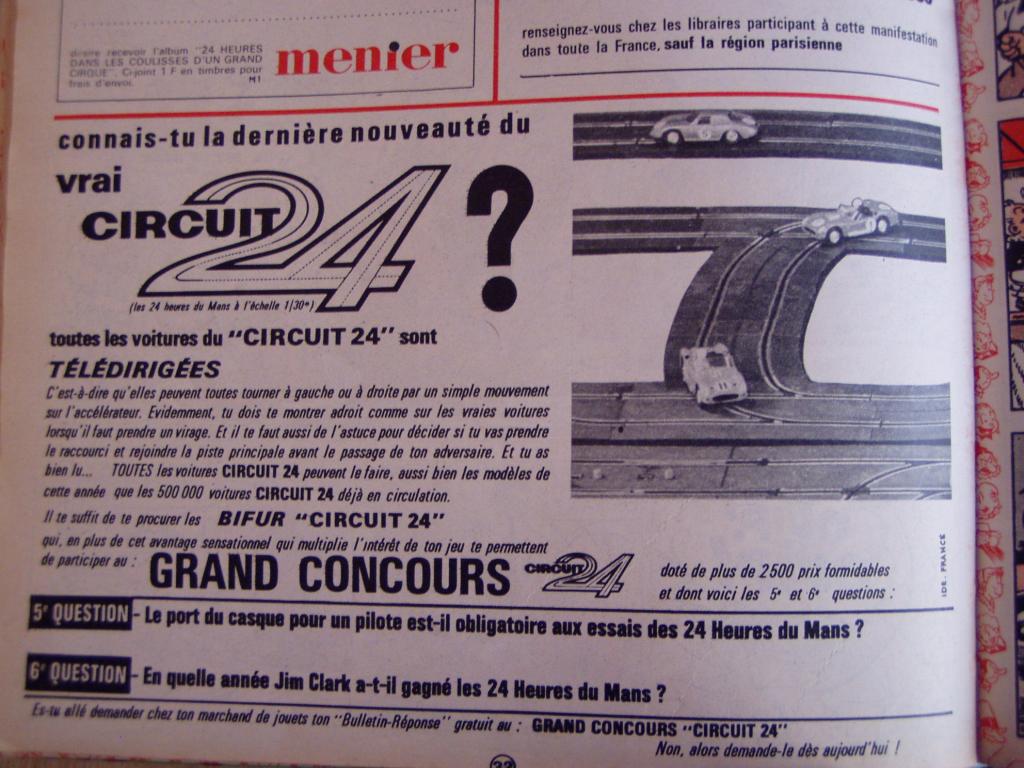 désire recevoir l'album "24 HEURES
DANS LES COULISSES D'UN GRAND
CIRQUE". Ci-joint 1 F en timbres pour
frais d'envoi.
M1
menier
renseignez-vous chez les libraires participant à cette manifestation
dans toute la France, sauf la région parisienne
connais-tu la dernière nouveauté du
vrai
CIRCUIT 24 ?
(les 24 heures du Mans à l'échelle 1/30e)
toutes les voitures du "CIRCUIT 24" sont
TÉLÉDIRIGÉES
C'est-à-dire qu'elles peuvent toutes tourner à gauche ou à droite par un simple mouvement
sur l'accélérateur. Evidemment, tu dois te montrer adroit comme sur les vraies voitures
lorsqu'il faut prendre un virage. Et il te faut aussi de l'astuce pour décider si tu vas prendre
le raccourci et rejoindre la piste principale avant le passage de ton adversaire. Et tu as
bien lu... TOUTES les voitures CIRCUIT 24 peuvent le faire, aussi bien les modèles de
cette année que les 500 000 voitures CIRCUIT 24 déjà en circulation.
Il te suffit de te procurer les BIFUR "CIRCUIT 24"
qui, en plus de cet avantage sensationnel qui multiplie l'intérêt de ton jeu te permettent
de participer au :
GRAND CONCOURS CIRCUIT 24
doté de plus de 2500 prix formidables
et dont voici les 5e et 6e questions :
IDE. FRANCE
5e QUESTION - Le port du casque pour un pilote est-il obligatoire aux essais des 24 Heures du Mans ?
6e QUESTION - En quelle année Jim Clark a-t-il gagné les 24 Heures du Mans ?
Es-tu allé demander chez ton marchand de jouets ton "Bulletin-Réponse" gratuit au : GRAND CONCOURS "CIRCUIT 24"
Non, alors demande-le dès aujourd'hui !
5
11